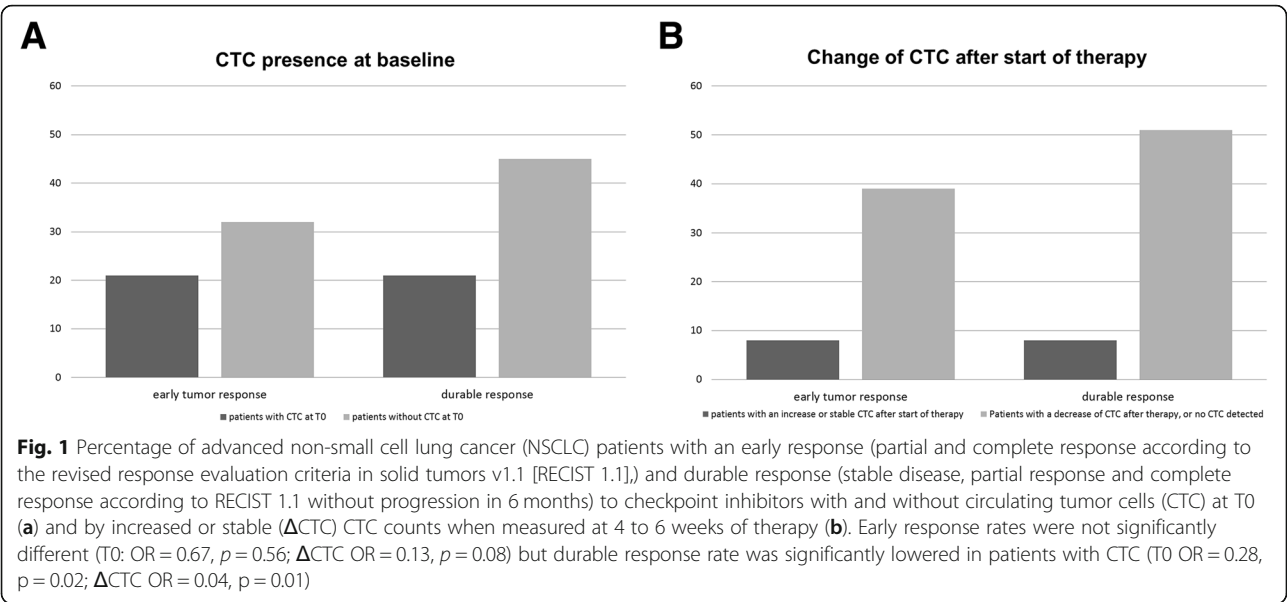 A
CTC presence at baseline
60
50
40
30
20
10
0
early tumor response
durable response
patients with CTC at T0
patients without CTC at T0
B
Change of CTC after start of therapy
60
50
40
30
20
10
0
early tumor response
durable response
patients with an increase or stable CTC after start of therapy
Patients with a decrease of CTC after therapy, or no CTC detected
Fig. 1 Percentage of advanced non-small cell lung cancer (NSCLC) patients with an early response (partial and complete response according to
the revised response evaluation criteria in solid tumors v1.1 [RECIST 1.1],) and durable response (stable disease, partial response and complete
response according to RECIST 1.1 without progression in 6 months) to checkpoint inhibitors with and without circulating tumor cells (CTC) at T0
(a) and by increased or stable (ΔCTC) CTC counts when measured at 4 to 6 weeks of therapy (b). Early response rates were not significantly
different (T0: OR = 0.67, p = 0.56; ΔCTC OR = 0.13, p = 0.08) but durable response rate was significantly lowered in patients with CTC (T0 OR = 0.28,
p = 0.02; ΔCTC OR = 0.04, p = 0.01)